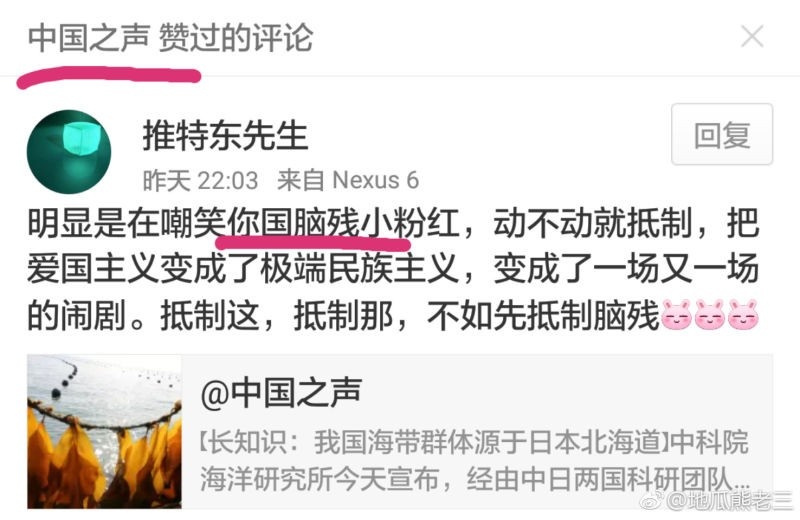 中国之声 赞过的评论
推特东先生
回复
昨天 22:03 来自 Nexus 6
明显是在嘲笑你国脑残小粉红，动不动就抵制，把
爱国主义变成了极端民族主义，变成了一场又一场
的闹剧。抵制这，抵制那，不如先抵制脑残
@中国之声
【长知识：我国海带群体源于日本北海道】中科院
海洋研究所今天宣布，经由中日两国科研团队...
@地瓜熊老三